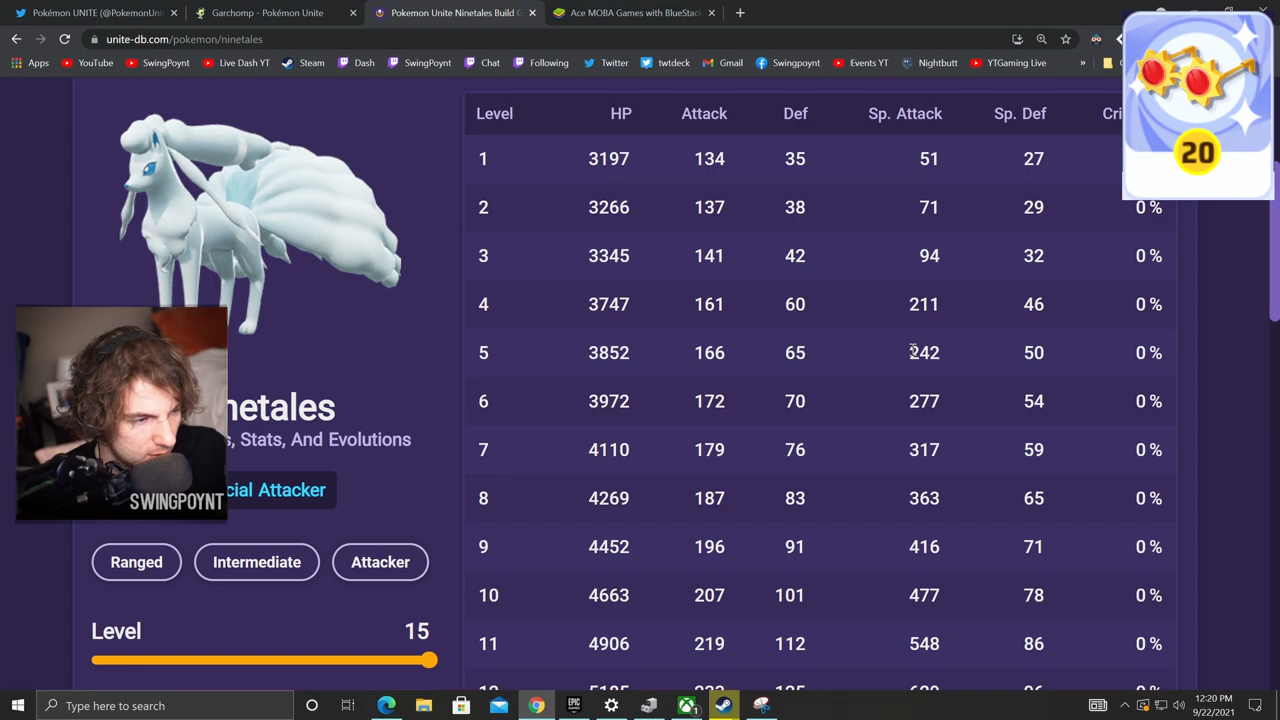 Pokémon UNITE (@PokemonUni
Garchomp - Pokémon Unite
Pokemon Unite Ninetales Build G
Ace MOBA Games with BlueStack
unite-db.com/pokemon/ninetales
Apps YouTube SwingPoynt Live Dash YT Steam Dash SwingPoynt Chat Following Twitter twtdeck Gmail Swingpoynt Events YT Nightbutt YTGaming Live »
20
Level HP Attack Def Sp. Attack Sp. Def Cri
1 3197 134 35 51 27
2 3266 137 38 71 29 0 %
3 3345 141 42 94 32 0 %
4 3747 161 60 211 46 0 %
5 3852 166 65 242 50 0 %
6 3972 172 70 277 54 0 %
7 4110 179 76 317 59 0 %
8 4269 187 83 363 65 0 %
9 4452 196 91 416 71 0 %
10 4663 207 101 477 78 0 %
11 4906 219 112 548 86 0 %
netales
s, Stats, And Evolutions
cial Attacker
SWINGPOYNT
Ranged Intermediate Attacker
Level 15
Type here to search
12:20 PM
9/22/2021